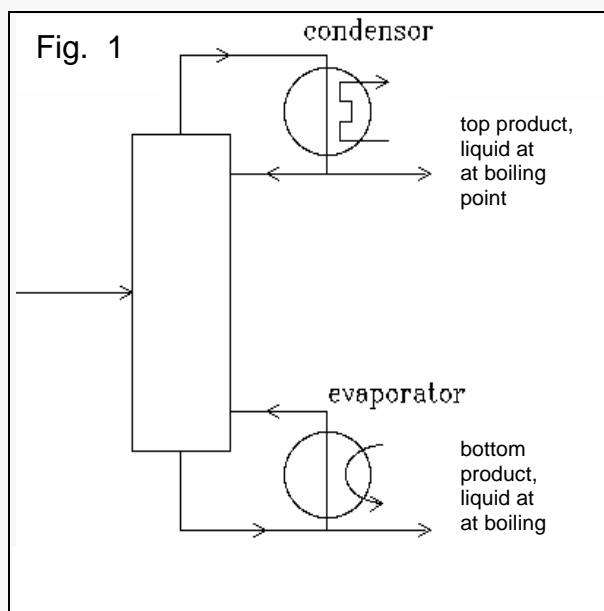 Fig. 1
condensor
top product,
liquid at
at boiling
point
evaporator
bottom
product,
liquid at
at boiling